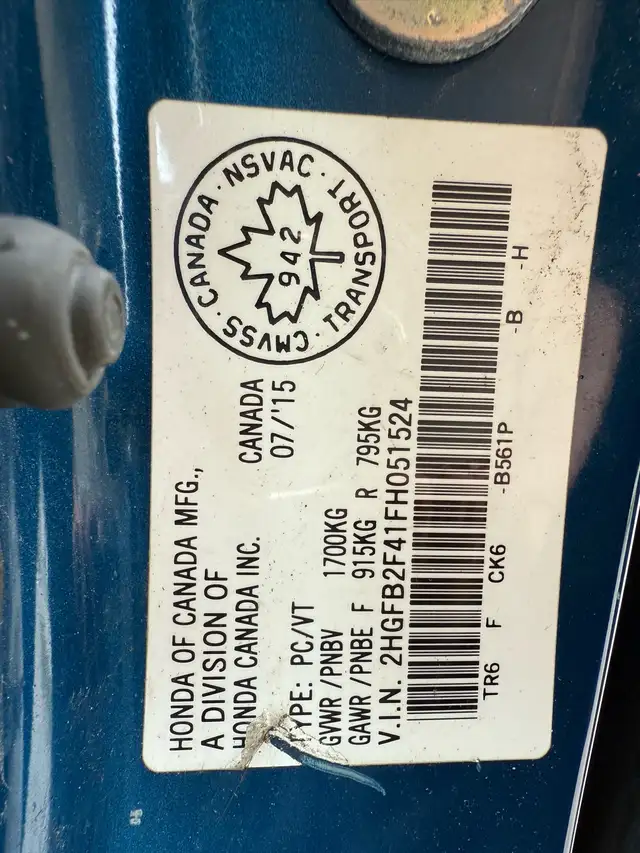 HONDA OF CANADA MFG.,
A DIVISION OF
HONDA CANADA INC.
CANADA
07/'15
CMVSS · CANADA · NSVAC · TRANSPORT ·
942
TYPE: PC/VT
GVWR /PNBV 1700KG
GAWR /PNBE F 915KG R 795KG
V.I.N. 2HGFB2F41FH051524
TR6 F CK6 -B561P -B -H